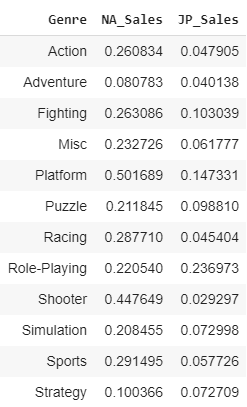 Genre NA_Sales JP_Sales
Action 0.260834 0.047905
Adventure 0.080783 0.040138
Fighting 0.263086 0.103039
Misc 0.232726 0.061777
Platform 0.501689 0.147331
Puzzle 0.211845 0.098810
Racing 0.287710 0.045404
Role-Playing 0.220540 0.236973
Shooter 0.447649 0.029297
Simulation 0.208455 0.072998
Sports 0.291495 0.057726
Strategy 0.100366 0.072709